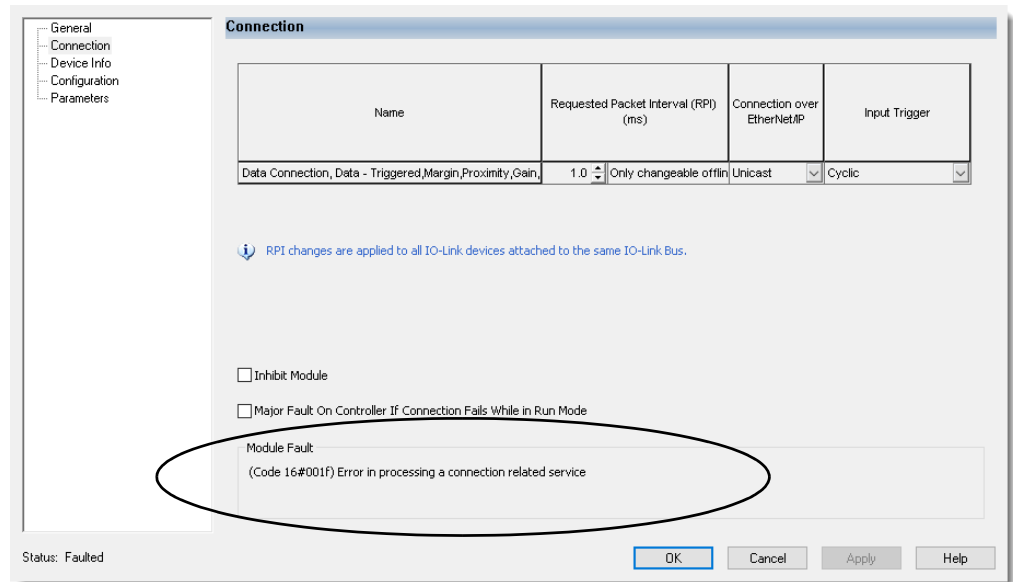 General
Connection
Device Info
Configuration
Parameters
Connection
Name
Requested Packet Interval (RPI)
(ms)
Connection over
EtherNet/IP
Input Trigger
Data Connection, Data - Triggered,Margin,Proximity,Gain,
1.0
Only changeable offlin
Unicast
Cyclic
RPI changes are applied to all IO-Link devices attached to the same IO-Link Bus.
Inhibit Module
Major Fault On Controller If Connection Fails While in Run Mode
Module Fault
(Code 16#001f) Error in processing a connection related service
Status: Faulted
OK
Cancel
Apply
Help